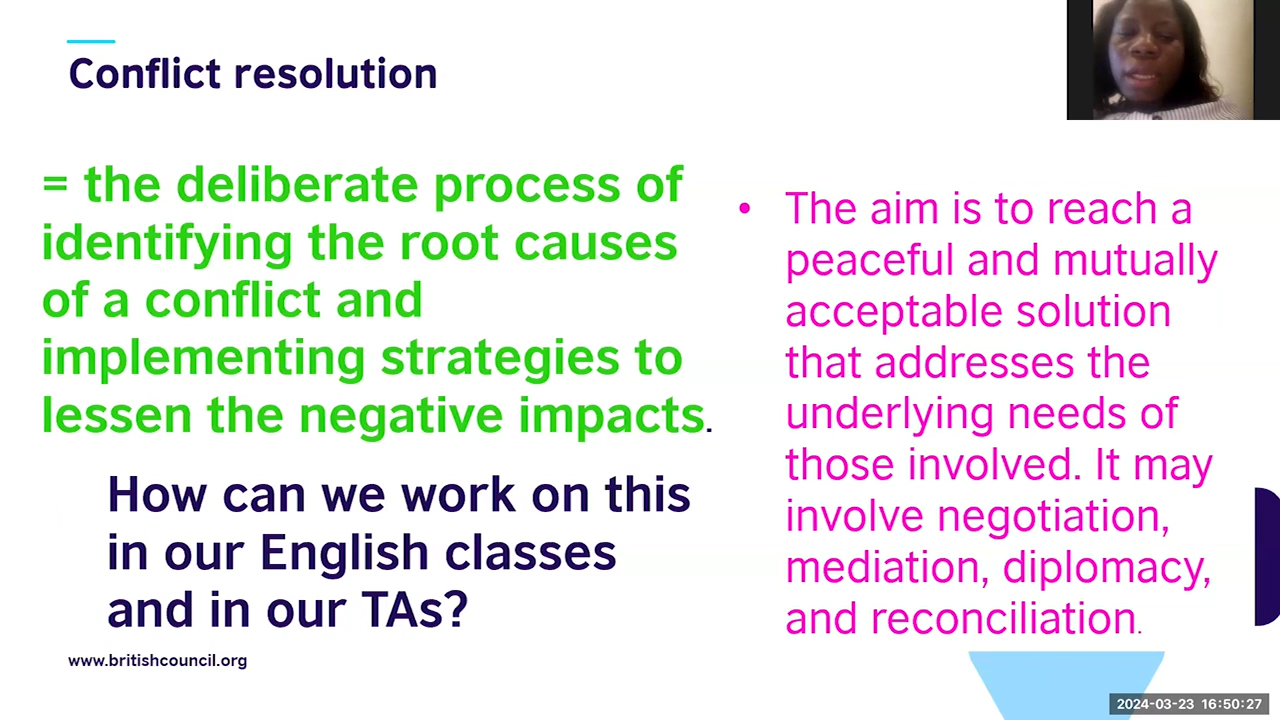 Conflict resolution
= the deliberate process of
identifying the root causes
of a conflict and
implementing strategies to
lessen the negative impacts.
How can we work on this
in our English classes
and in our TAs?
• The aim is to reach a
peaceful and mutually
acceptable solution
that addresses the
underlying needs of
those involved. It may
involve negotiation,
mediation, diplomacy,
and reconciliation.
www.britishcouncil.org
2024-03-23 16:50:27